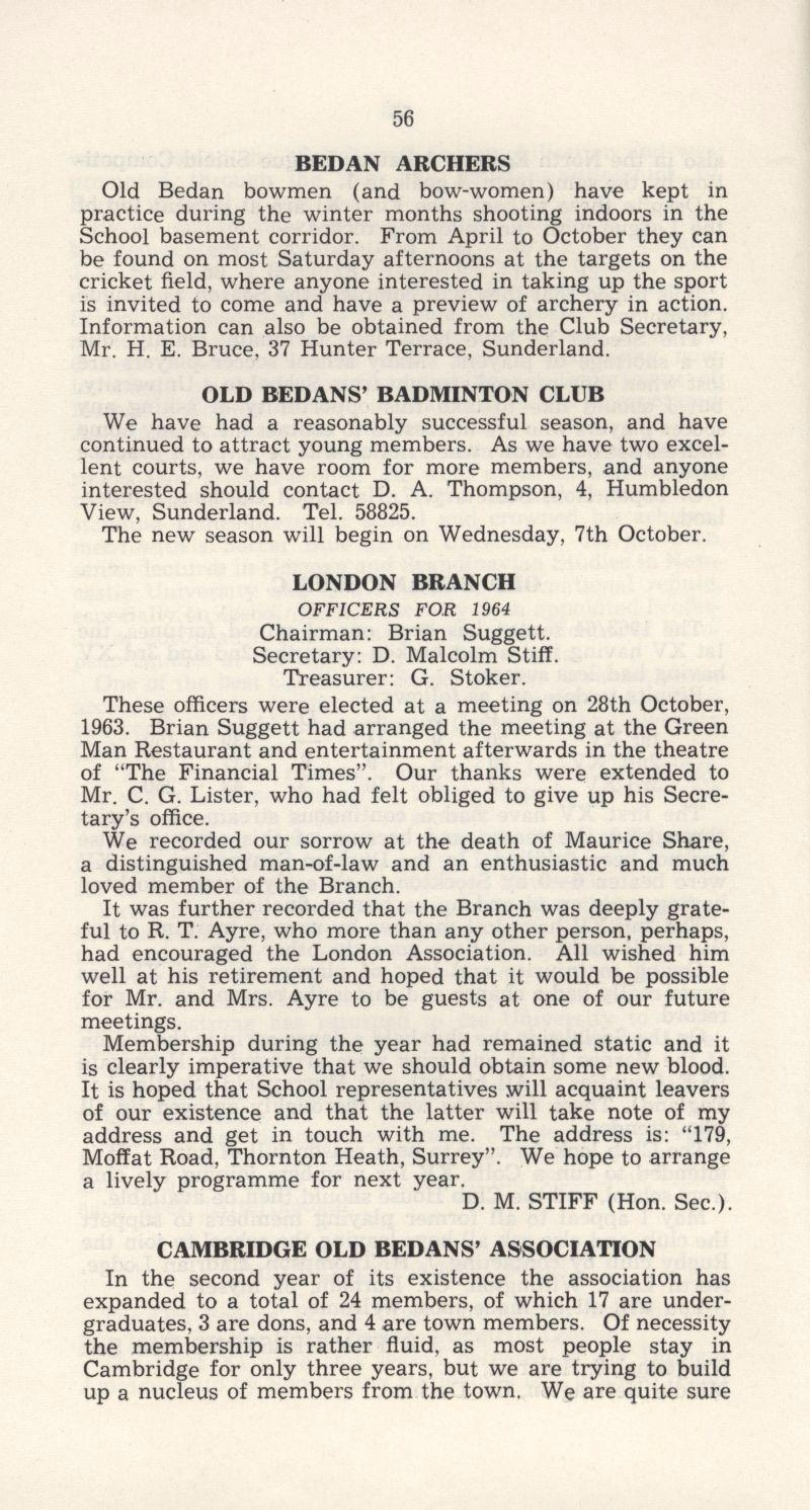 56
BEDAN ARCHERS
Old Bedan bowmen (and bow-women) have kept in
practice during the winter months shooting indoors in the
School basement corridor. From April to October they can
be found on most Saturday afternoons at the targets on the
cricket field, where anyone interested in taking up the sport
is invited to come and have a preview of archery in action.
Information can also be obtained from the Club Secretary,
Mr. H. E. Bruce, 37 Hunter Terrace, Sunderland.
OLD BEDANS' BADMINTON CLUB
We have had a reasonably successful season, and have
continued to attract young members. As we have two excel-
lent courts, we have room for more members, and anyone
interested should contact D. A. Thompson, 4, Humbledon
View, Sunderland. Tel. 58825.
The new season will begin on Wednesday, 7th October.
LONDON BRANCH
OFFICERS FOR 1964
Chairman: Brian Suggett.
Secretary: D. Malcolm Stiff.
Treasurer: G. Stoker.
These officers were elected at a meeting on 28th October,
1963. Brian Suggett had arranged the meeting at the Green
Man Restaurant and entertainment afterwards in the theatre
of "The Financial Times". Our thanks were extended to
Mr. C. G. Lister, who had felt obliged to give up his Secre-
tary's office.
We recorded our sorrow at the death of Maurice Share,
a distinguished man-of-law and an enthusiastic and much
loved member of the Branch.
It was further recorded that the Branch was deeply grate-
ful to R. T. Ayre, who more than any other person, perhaps,
had encouraged the London Association. All wished him
well at his retirement and hoped that it would be possible
for Mr. and Mrs. Ayre to be guests at one of our future
meetings.
Membership during the year had remained static and it
is clearly imperative that we should obtain some new blood.
It is hoped that School representatives will acquaint leavers
of our existence and that the latter will take note of my
address and get in touch with me. The address is: "179,
Moffat Road, Thornton Heath, Surrey". We hope to arrange
a lively programme for next year.
D. M. STIFF (Hon. Sec.).
CAMBRIDGE OLD BEDANS' ASSOCIATION
In the second year of its existence the association has
expanded to a total of 24 members, of which 17 are under-
graduates, 3 are dons, and 4 are town members. Of necessity
the membership is rather fluid, as most people stay in
Cambridge for only three years, but we are trying to build
up a nucleus of members from the town. We are quite sure